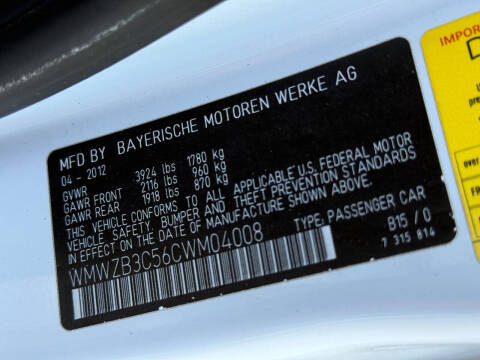 MFD BY BAYERISCHE MOTOREN WERKE AG
04 - 2012
GVWR 3924 lbs 1780 kg
GAWR FRONT 2116 lbs 960 kg
GAWR REAR 1918 lbs 870 kg
THIS VEHICLE CONFORMS TO ALL APPLICABLE U.S. FEDERAL MOTOR
VEHICLE SAFETY, BUMPER AND THEFT PREVENTION STANDARDS
IN EFFECT ON THE DATE OF MANUFACTURE SHOWN ABOVE.
WMWZB3C56CWM04008 TYPE: PASSENGER CAR
B15 / 0
7 315 814
IMPOR
over